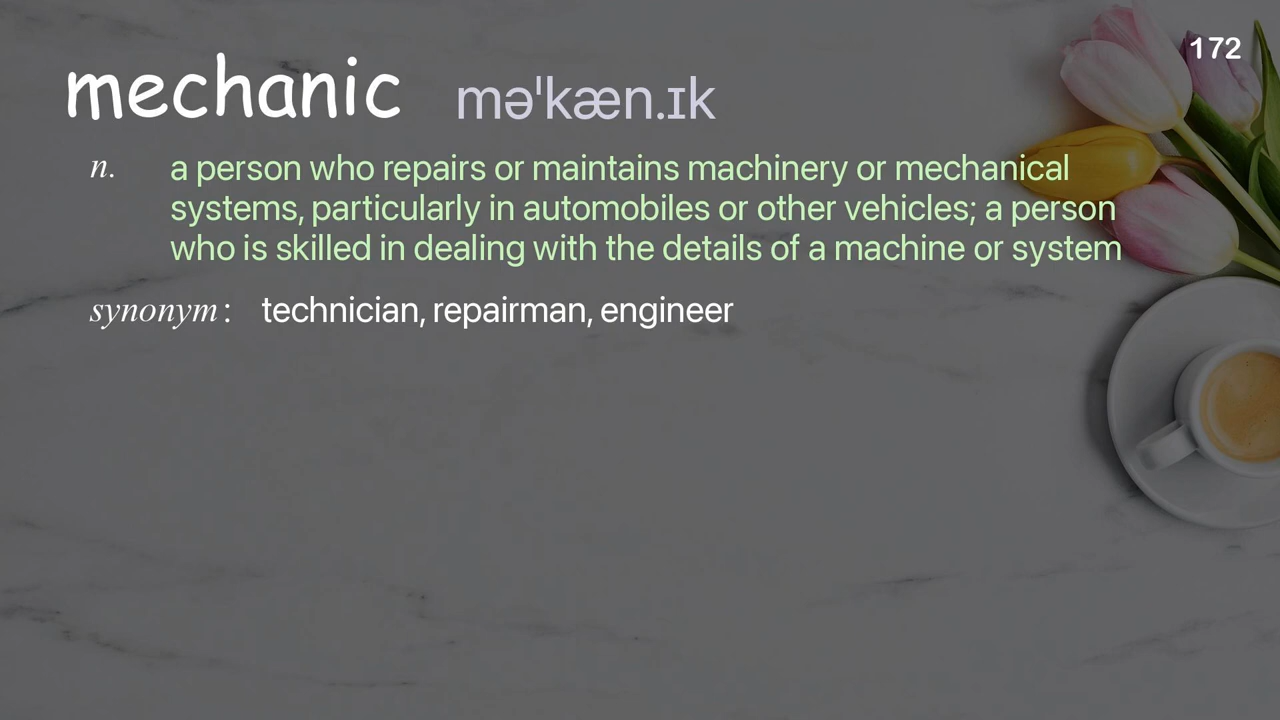 172
mechanic məˈkæn.ɪk
n. a person who repairs or maintains machinery or mechanical
systems, particularly in automobiles or other vehicles; a person
who is skilled in dealing with the details of a machine or system
synonym: technician, repairman, engineer